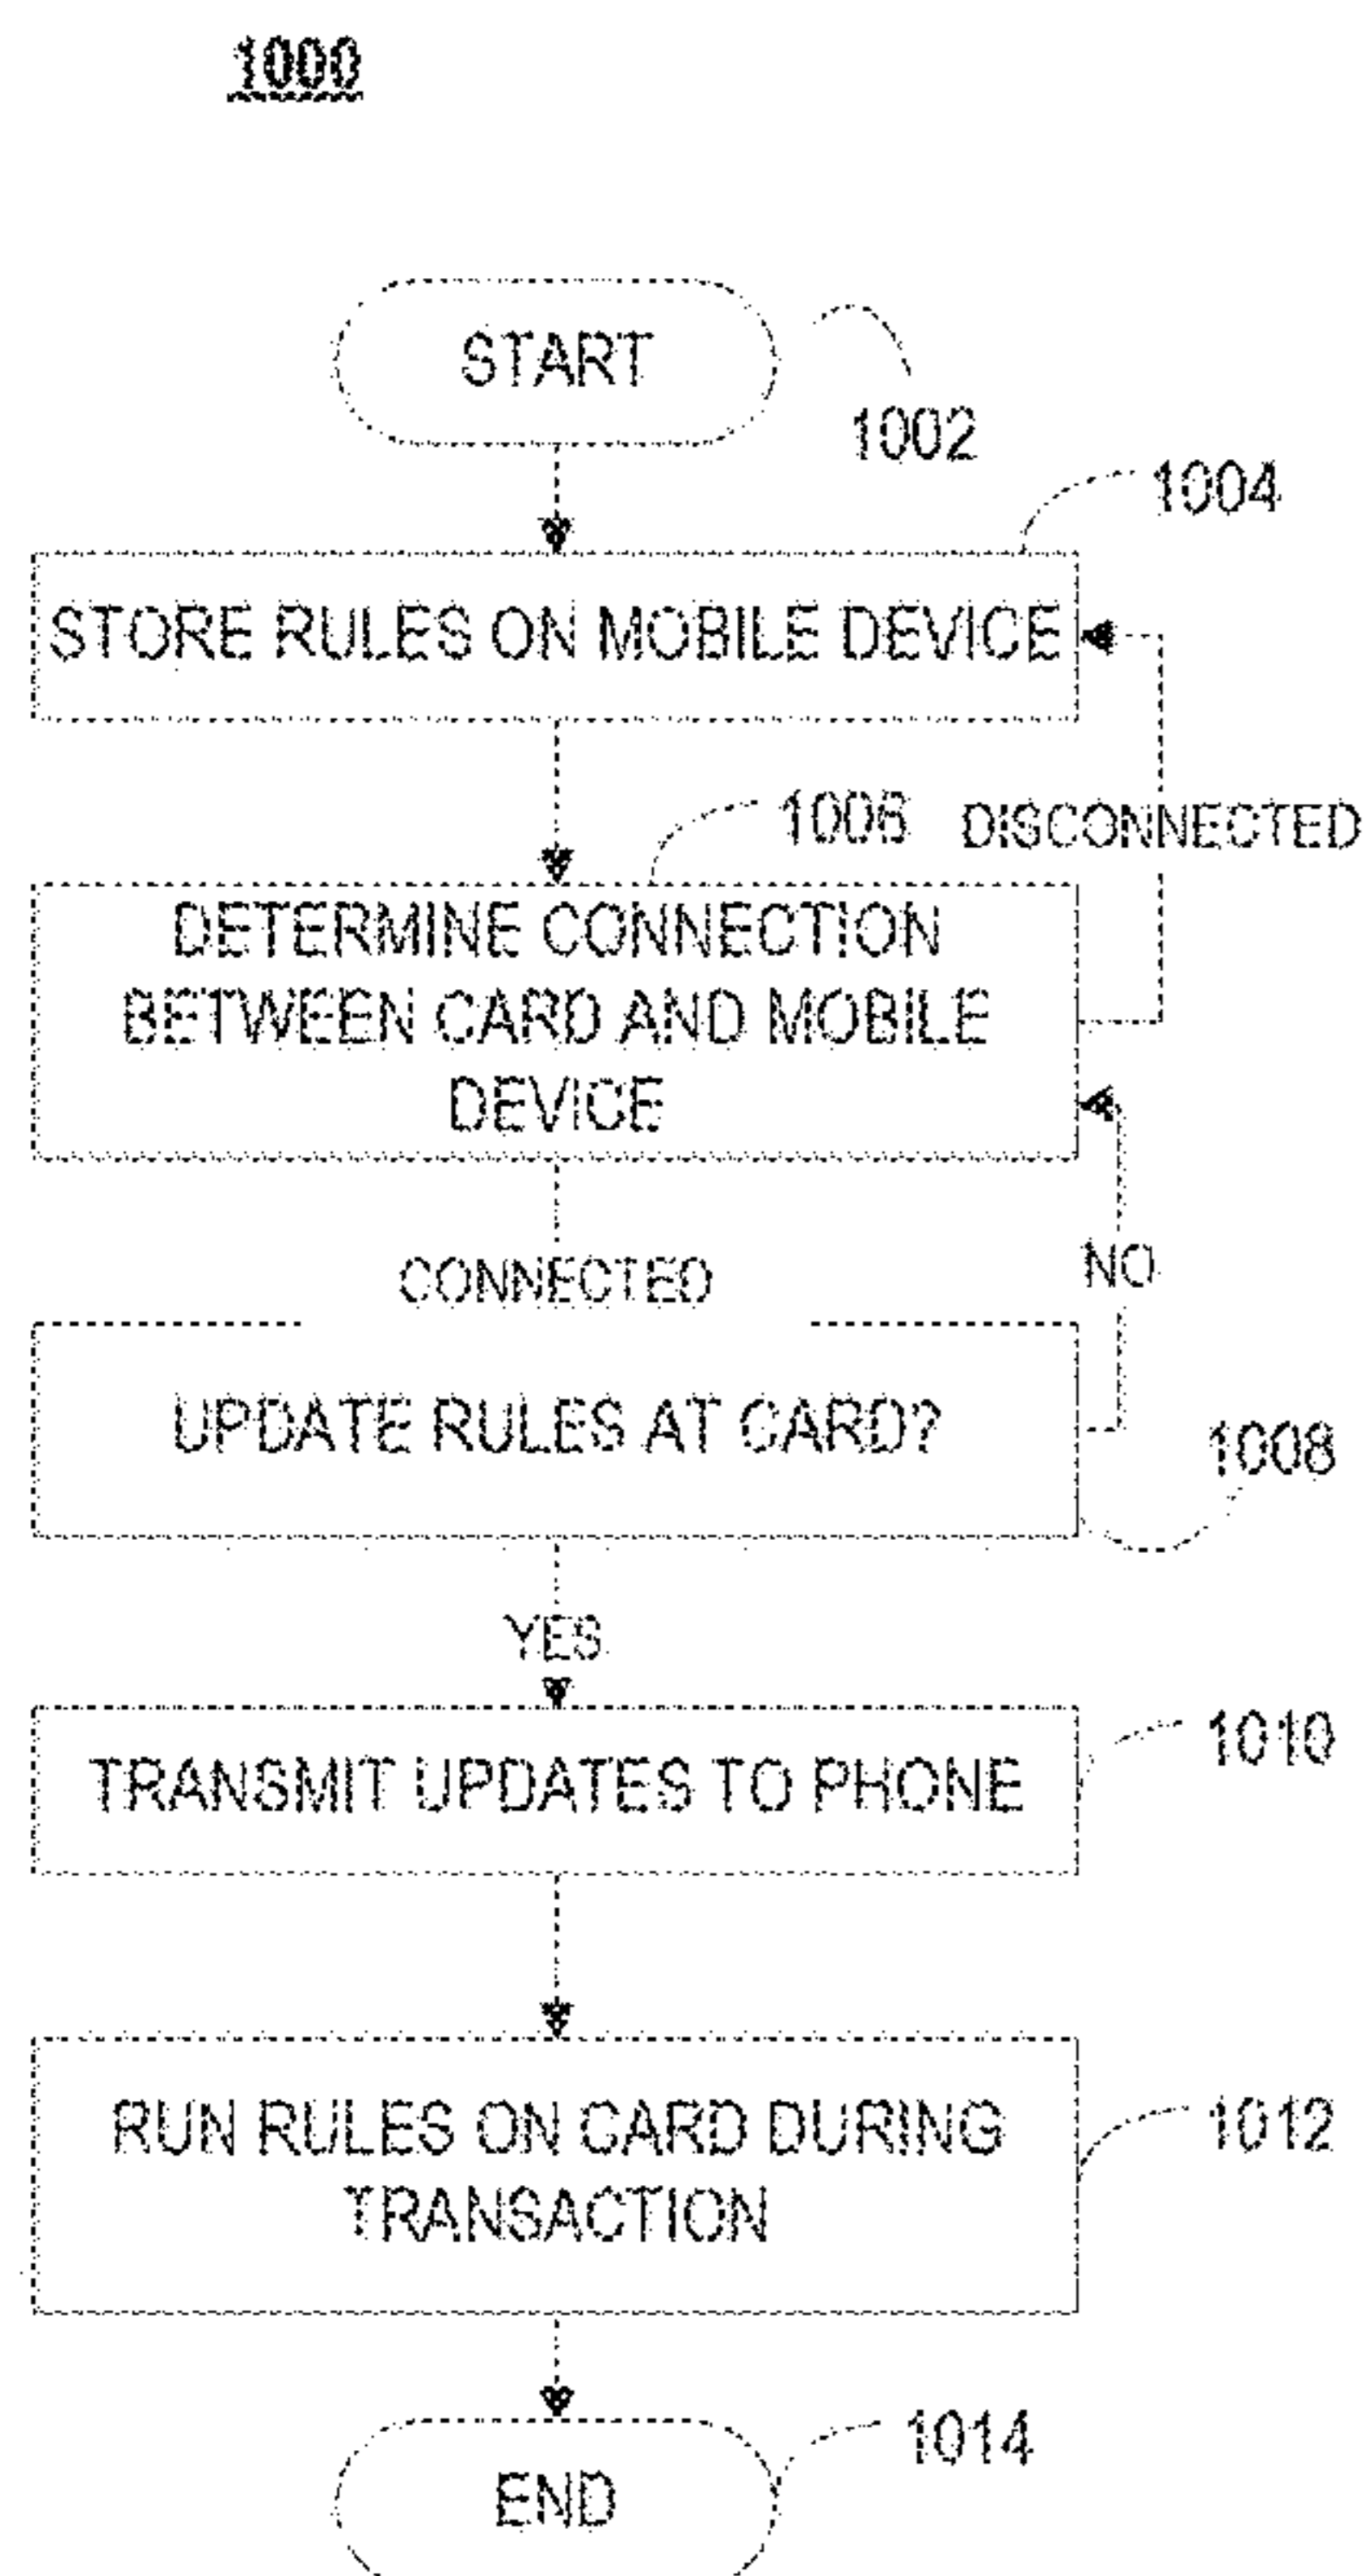 1000
START
1002
1004
STORE RULES ON MOBILE DEVICE
1006
DISCONNECTED
DETERMINE CONNECTION
BETWEEN CARD AND MOBILE
DEVICE
CONNECTED
NO
UPDATE RULES AT CARD?
1008
YES
TRANSMIT UPDATES TO PHONE
1010
RUN RULES ON CARD DURING
TRANSACTION
1012
1014
END